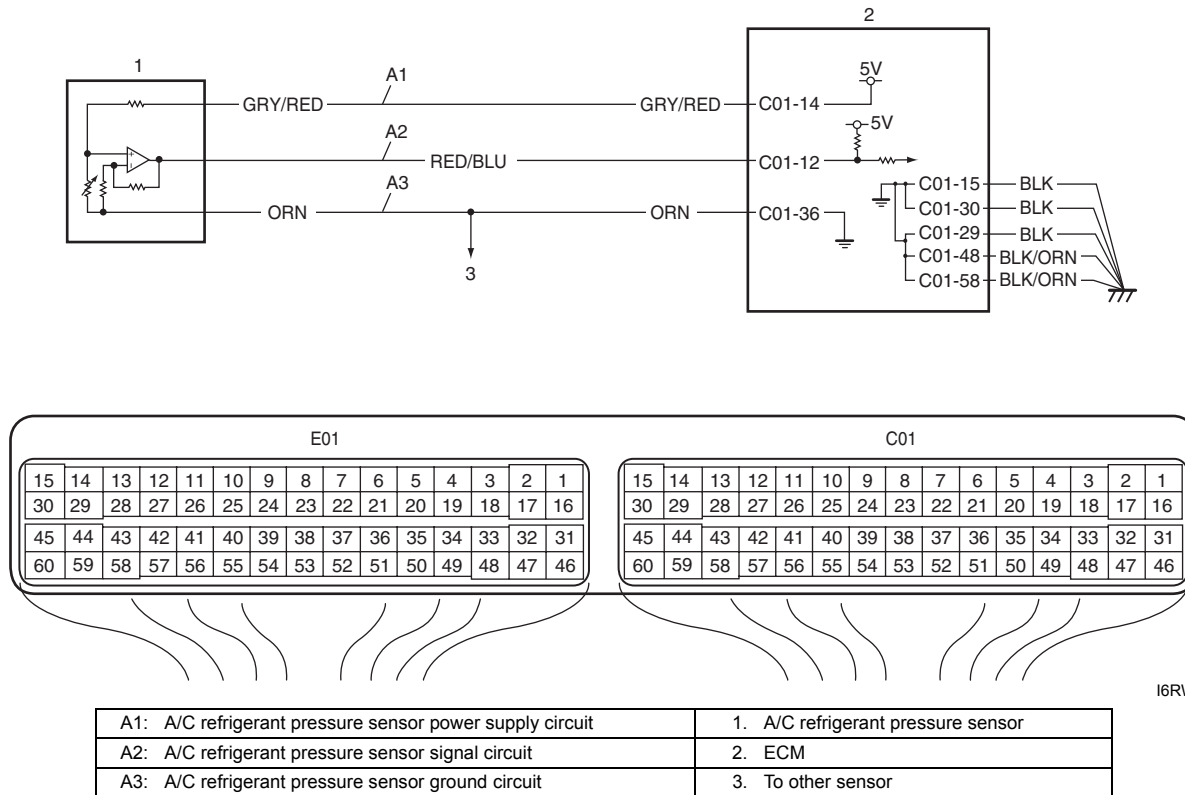 2
1
5V
A1
GRY/RED
GRY/RED
C01-14
A2
5V
RED/BLU
C01-12
A3
C01-15
BLK
ORN
ORN
C01-36
C01-30
BLK
C01-29
BLK
C01-48
BLK/ORN
3
C01-58
BLK/ORN
E01
C01
15 14 13 12 11 10 9 8 7 6 5 4 3 2 1
30 29 28 27 26 25 24 23 22 21 20 19 18 17 16
45 44 43 42 41 40 39 38 37 36 35 34 33 32 31
60 59 58 57 56 55 54 53 52 51 50 49 48 47 46
15 14 13 12 11 10 9 8 7 6 5 4 3 2 1
30 29 28 27 26 25 24 23 22 21 20 19 18 17 16
45 44 43 42 41 40 39 38 37 36 35 34 33 32 31
60 59 58 57 56 55 54 53 52 51 50 49 48 47 46
A1: A/C refrigerant pressure sensor power supply circuit
1. A/C refrigerant pressure sensor
A2: A/C refrigerant pressure sensor signal circuit
2. ECM
A3: A/C refrigerant pressure sensor ground circuit
3. To other sensor